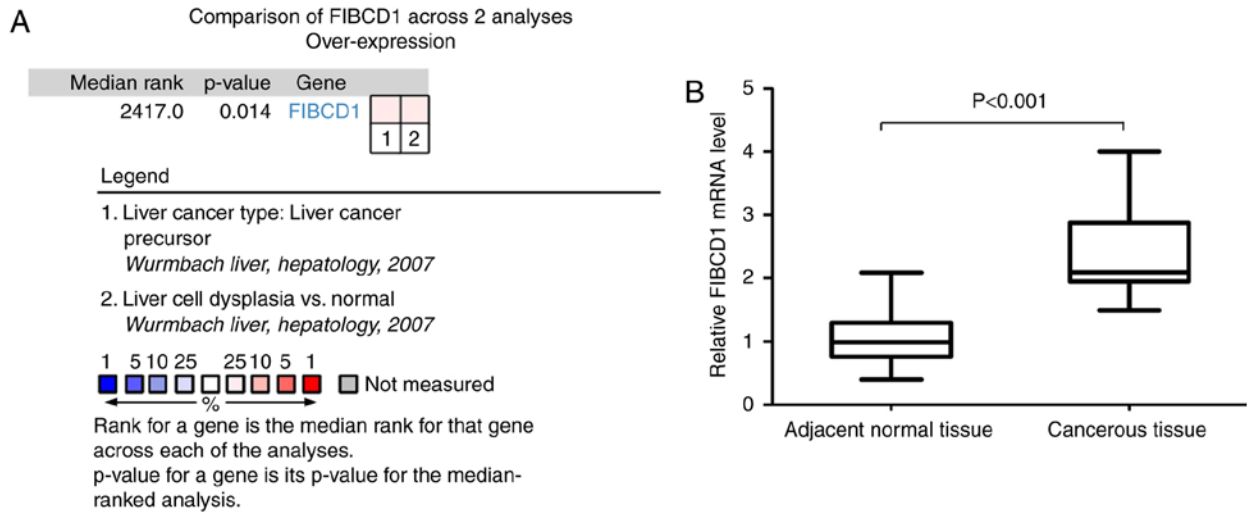 A
Comparison of FIBCD1 across 2 analyses
Over-expression
Median rank p-value Gene
2417.0 0.014 FIBCD1
1 2
Legend
1. Liver cancer type: Liver cancer
precursor
Wurmbach liver, hepatology, 2007
2. Liver cell dysplasia vs. normal
Wurmbach liver, hepatology, 2007
1 5 10 25 25 10 5 1
Not measured
%
Rank for a gene is the median rank for that gene
across each of the analyses.
p-value for a gene is its p-value for the median-
ranked analysis.
B
P<0.001
Relative FIBCD1 mRNA level
5
4
3
2
1
0
Adjacent normal tissue Cancerous tissue